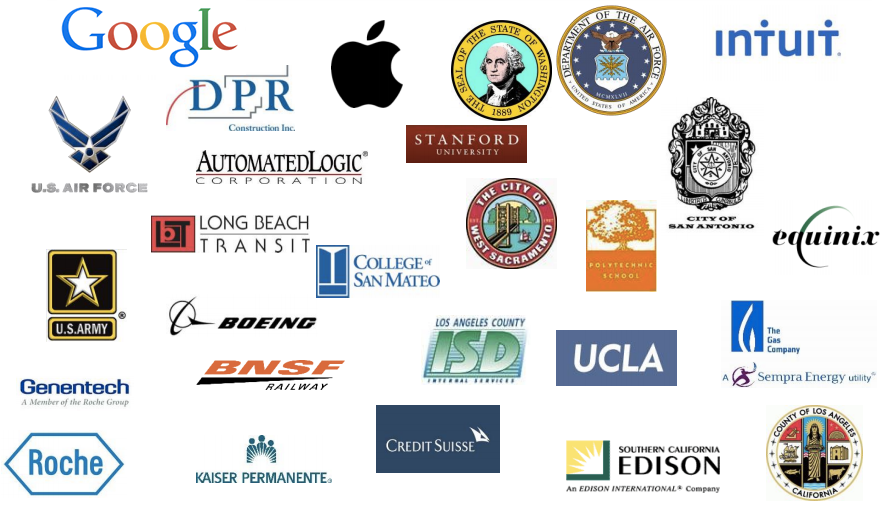 Google
THE SEAL OF THE STATE OF WASHINGTON
1889
DEPARTMENT OF THE AIR FORCE
MCMXLVII
UNITED STATES OF AMERICA
INTUIT
DPR
Construction Inc.
U.S. AIR FORCE
STANFORD
UNIVERSITY
AUTOMATEDLOGIC®
CORPORATION
CITY OF
SAN ANTONIO
THE CITY OF
WEST SACRAMENTO
POLYTECHNIC
SCHOOL
LONG BEACH
TRANSIT
equinix
COLLEGE of
SAN MATEO
U.S.ARMY®
BOEING
LOS ANGELES COUNTY
ISD
INTERNAL SERVICES
UCLA
The
Gas
Company
A Sempra Energy utility®
BNSF
RAILWAY
Genentech
A Member of the Roche Group
Roche
KAISER PERMANENTE®
CREDIT SUISSE
SOUTHERN CALIFORNIA
EDISON
An EDISON INTERNATIONAL® Company
COUNTY OF LOS ANGELES
CALIFORNIA